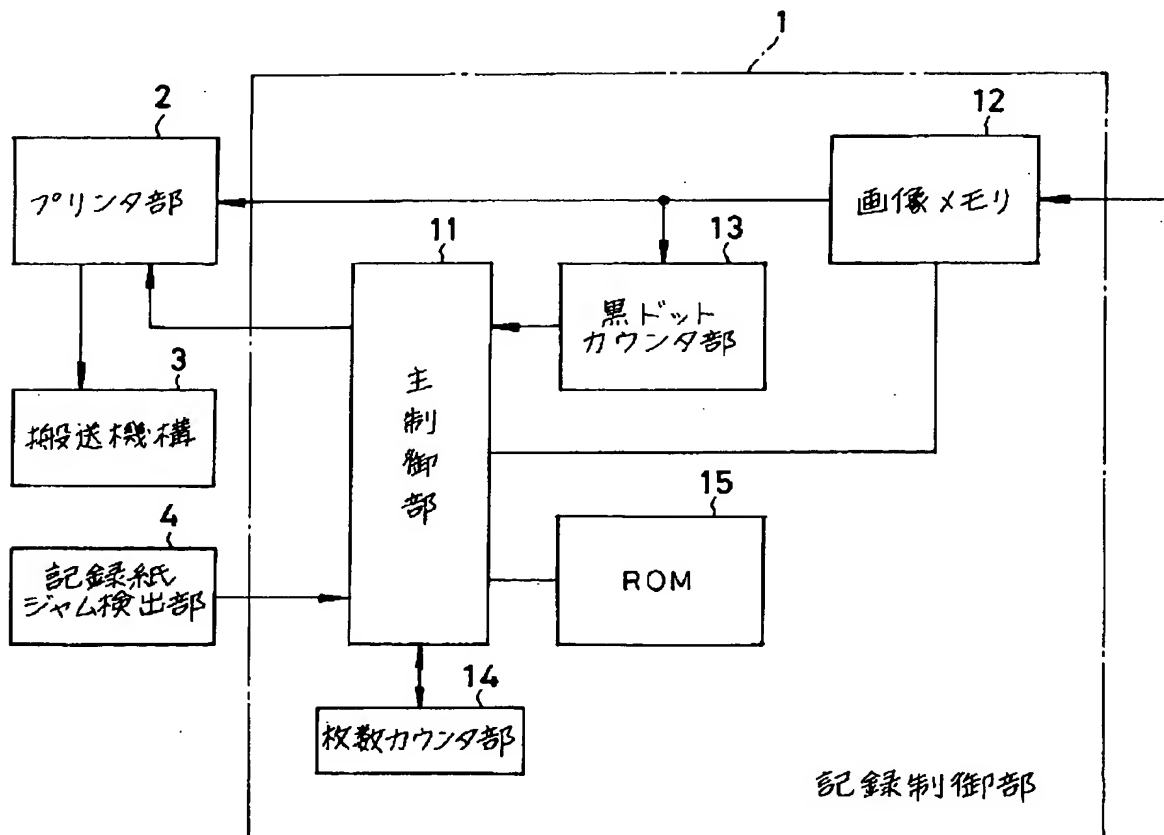 1
2
プリンタ部
12
画像メモリ
11
主制御部
13
黒ドット
カウンタ部
3
搬送機構
4
記録紙
ジャム検出部
15
ROM
14
枚数カウンタ部
記録制御部